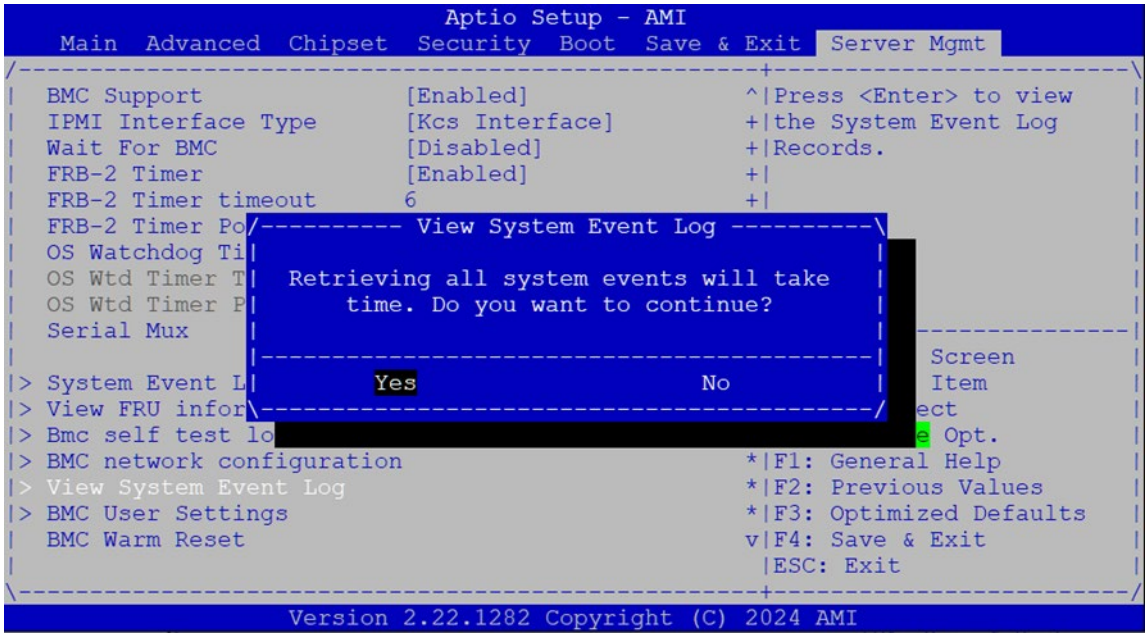 Aptio Setup - AMI
Main Advanced Chipset Security Boot Save & Exit Server Mgmt
BMC Support [Enabled] ^|Press <Enter> to view
IPMI Interface Type [Kcs Interface] +|the System Event Log
Wait For BMC [Disabled] +|Records.
FRB-2 Timer [Enabled] +|
FRB-2 Timer timeout 6 +|
FRB-2 Timer Po
OS Watchdog Ti
OS Wtd Timer T
OS Wtd Timer P
Serial Mux
> System Event L
> View FRU infor
> Bmc self test lo
> BMC network configuration *
> View System Event Log *
> BMC User Settings *
BMC Warm Reset v
View System Event Log
Retrieving all system events will take
time. Do you want to continue?
Yes No
Screen
Item
ect
e Opt.
F1: General Help
F2: Previous Values
F3: Optimized Defaults
F4: Save & Exit
ESC: Exit
Version 2.22.1282 Copyright (C) 2024 AMI